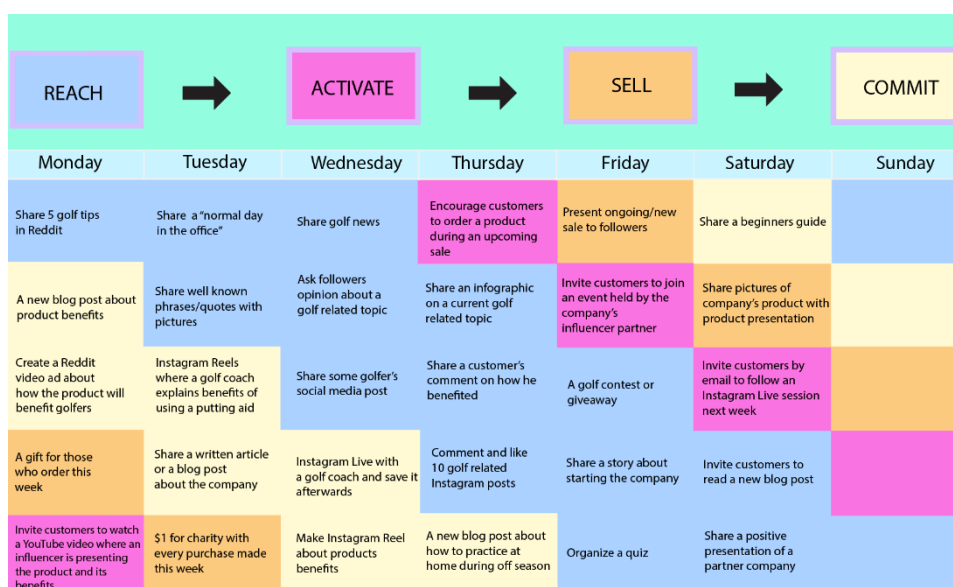 REACH
ACTIVATE
SELL
COMMIT
Monday
Tuesday
Wednesday
Thursday
Friday
Saturday
Sunday
Share 5 golf tips
in Reddit
Share a “normal day
in the office”
Share golf news
Encourage customers
to order a product
during an upcoming
sale
Present ongoing/new
sale to followers
Share a beginners guide
A new blog post about
product benefits
Share well known
phrases/quotes with
pictures
Ask followers
opinion about a
golf related topic
Share an infographic
on a current golf
related topic
Invite customers to join
an event held by the
company's
influencer partner
Share pictures of
company's product with
product presentation
Create a Reddit
video ad about
how the product will
benefit golfers
Instagram Reels
where a golf coach
explains benefits of
using a putting aid
Share some golfer's
social media post
Share a customer's
comment on how he
benefited
A golf contest or
giveaway
Invite customers by
email to follow an
Instagram Live session
next week
A gift for those
who order this
week
Share a written article
or a blog post
about the company
Instagram Live with
a golf coach and save it
afterwards
Comment and like
10 golf related
Instagram posts
Share a story about
starting the company
Invite customers to
read a new blog post
Invite customers to watch
a YouTube video where an
influencer is presenting
the product and its
benefits
$1 for charity with
every purchase made
this week
Make Instagram Reel
about products
benefits
A new blog post about
how to practice at
home during off season
Organize a quiz
Share a positive
presentation of a
partner company